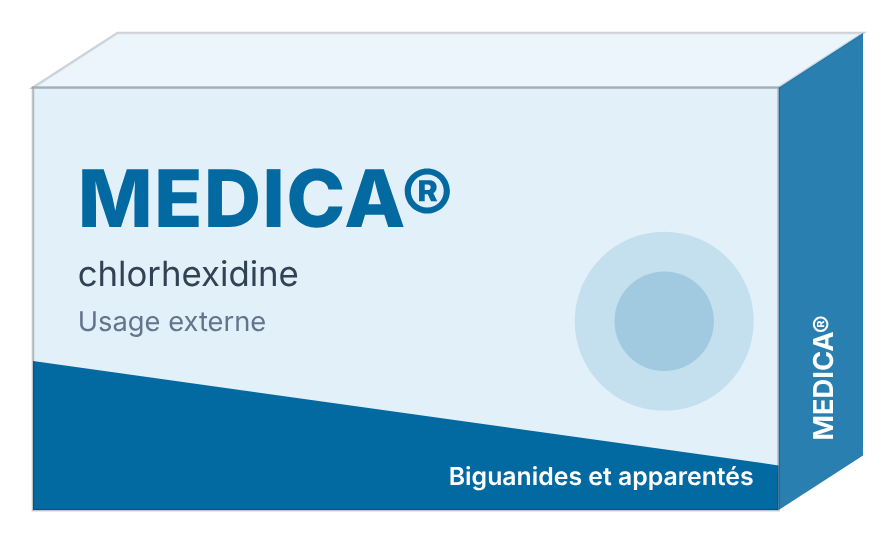 MEDICA®
chlorhexidine
Usage externe
Biguanides et apparentés
MEDICA®